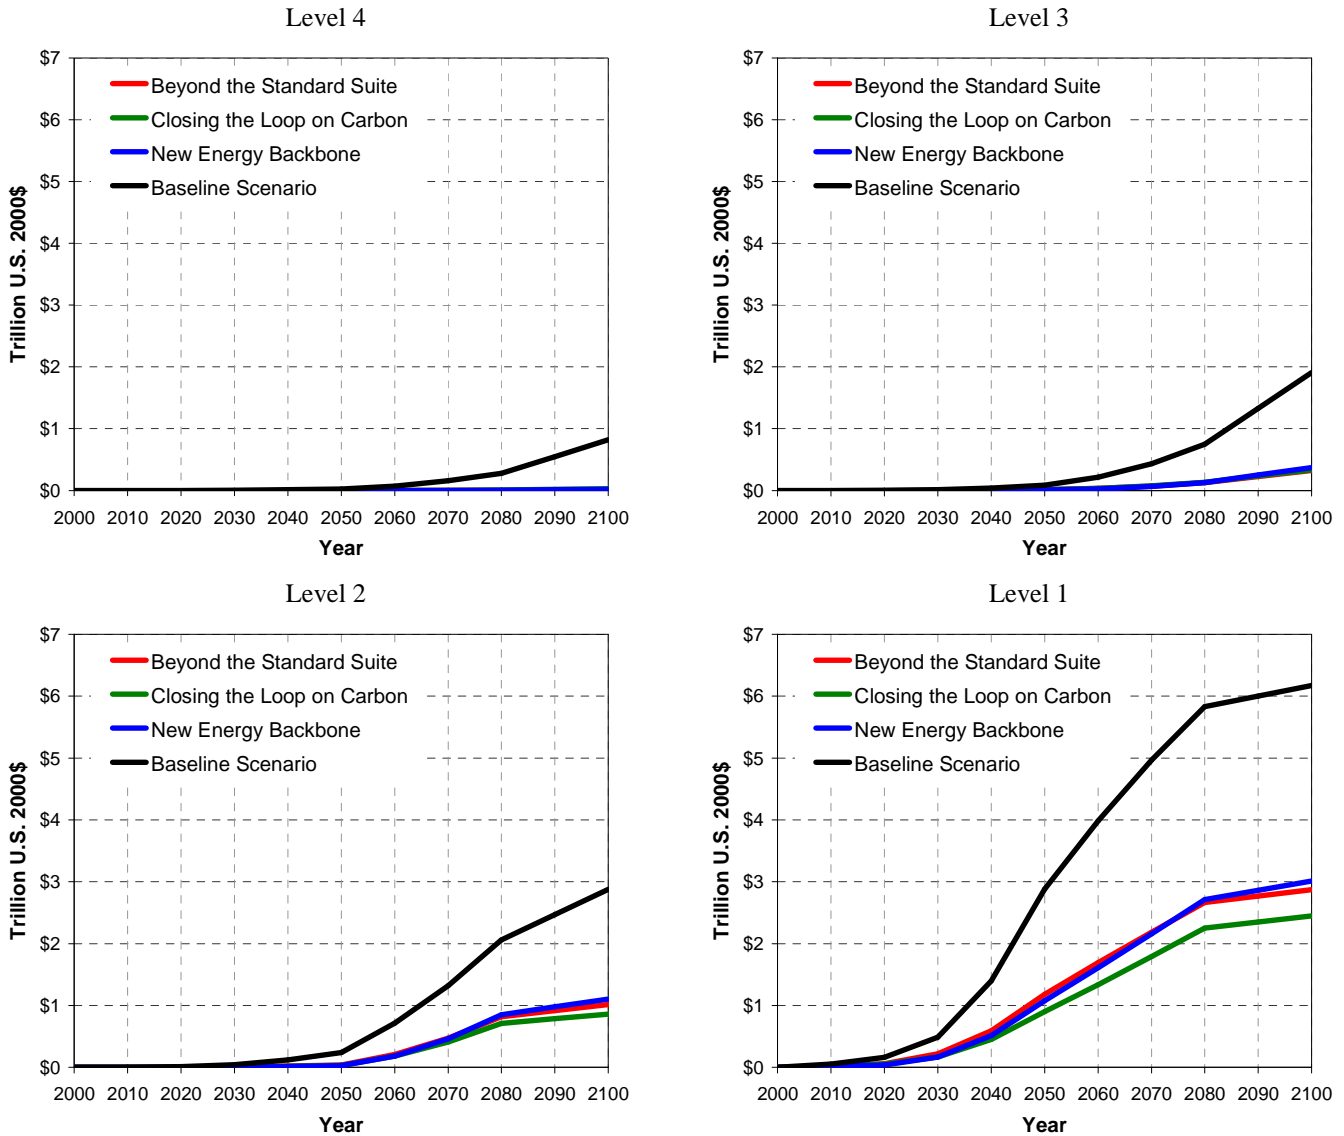 Level 4
$7
$6
$5
$4
$3
$2
$1
$0
Trillion U.S. 2000$
Beyond the Standard Suite
Closing the Loop on Carbon
New Energy Backbone
Baseline Scenario
2000 2010 2020 2030 2040 2050 2060 2070 2080 2090 2100
Year
Level 3
$7
$6
$5
$4
$3
$2
$1
$0
Trillion U.S. 2000$
Beyond the Standard Suite
Closing the Loop on Carbon
New Energy Backbone
Baseline Scenario
2000 2010 2020 2030 2040 2050 2060 2070 2080 2090 2100
Year
Level 2
$7
$6
$5
$4
$3
$2
$1
$0
Trillion U.S. 2000$
Beyond the Standard Suite
Closing the Loop on Carbon
New Energy Backbone
Baseline Scenario
2000 2010 2020 2030 2040 2050 2060 2070 2080 2090 2100
Year
Level 1
$7
$6
$5
$4
$3
$2
$1
$0
Trillion U.S. 2000$
Beyond the Standard Suite
Closing the Loop on Carbon
New Energy Backbone
Baseline Scenario
2000 2010 2020 2030 2040 2050 2060 2070 2080 2090 2100
Year